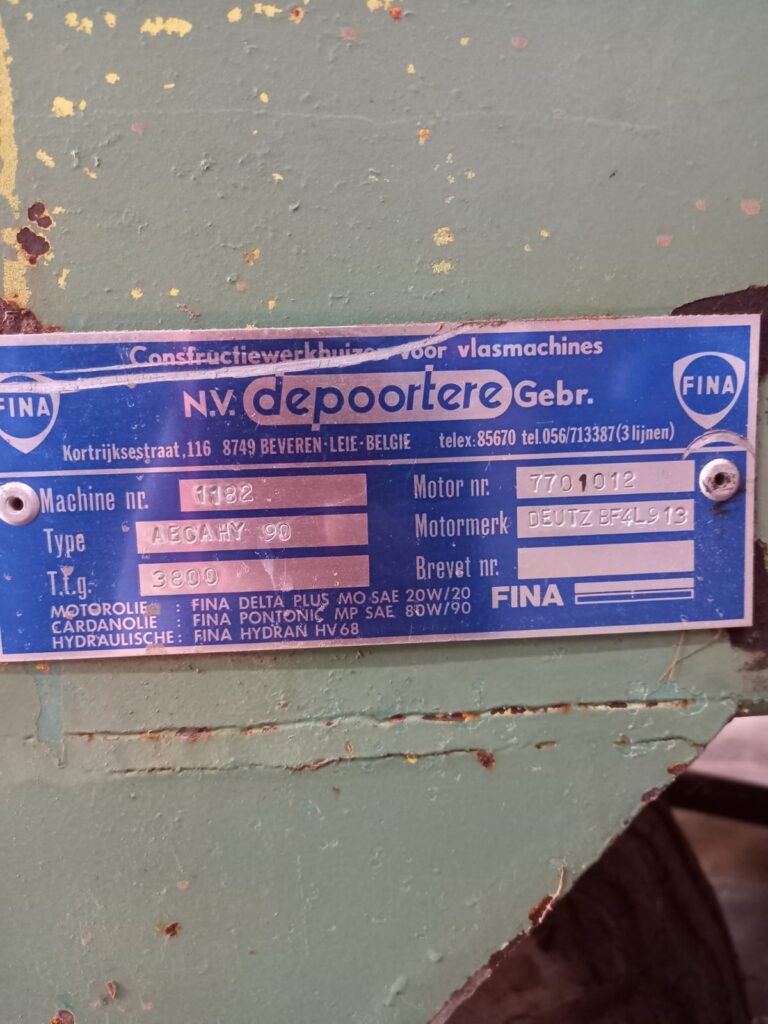 Constructiewerkhuizen voor vlasmachines
FINA
N.V. depoortere Gebr.
FINA
Kortrijksestraat,116 8749 BEVEREN-LEIE-BELGIE telex:85670 tel.056/713387(3 lijnen)
Machine nr. 1182
Motor nr. 7701012
Type AECAHY 90
Motormerk DEUTZ BF4L913
T.t.g. 3800
Brevet nr.
MOTOROLIE : FINA DELTA PLUS MO SAE 20W/20
CARDANOLIE : FINA PONTONIC MP SAE 80W/90
HYDRAULISCHE : FINA HYDRAN HV68
FINA